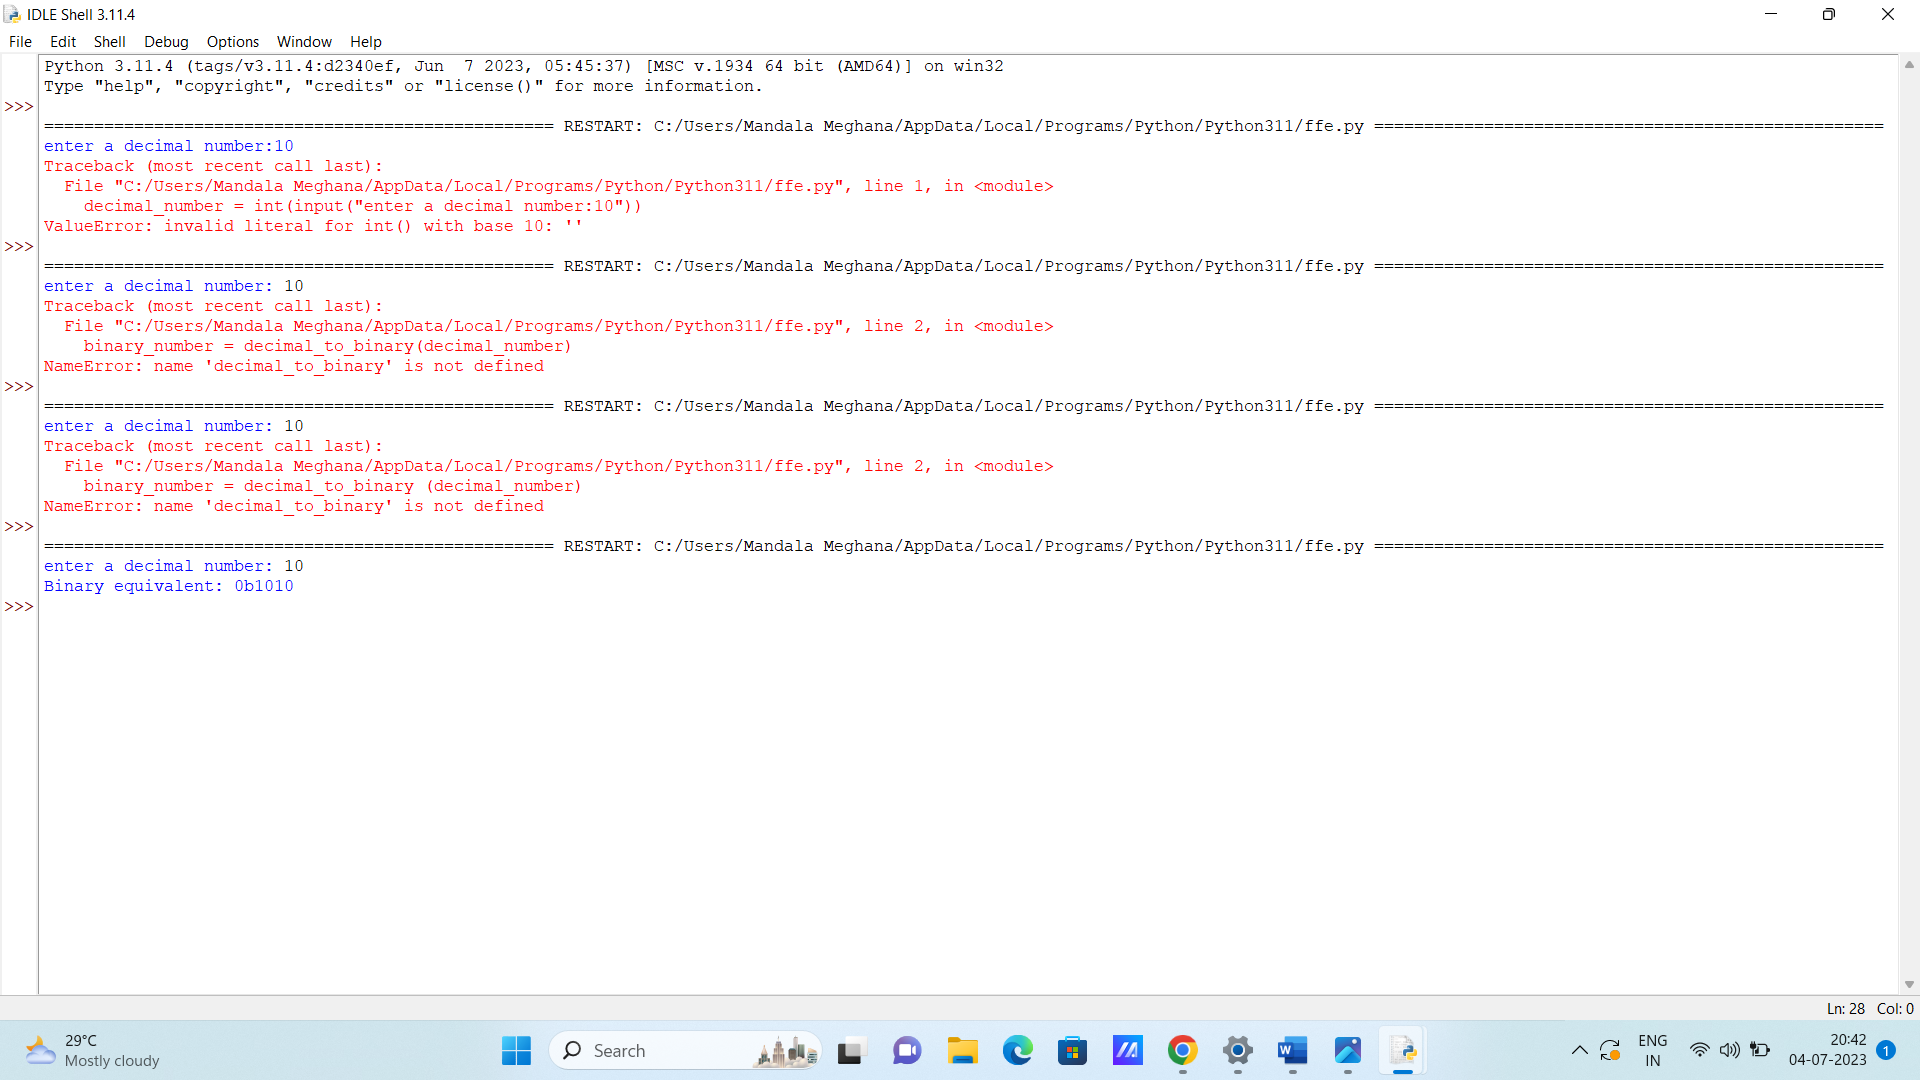 IDLE Shell 3.11.4
File Edit Shell Debug Options Window Help
Python 3.11.4 (tags/v3.11.4:d2340ef, Jun  7 2023, 05:45:37) [MSC v.1934 64 bit (AMD64)] on win32
Type "help", "copyright", "credits" or "license()" for more information.
>>>
=================================================== RESTART: C:/Users/Mandala Meghana/AppData/Local/Programs/Python/Python311/ffe.py ===================================================
enter a decimal number:10
Traceback (most recent call last):
  File "C:/Users/Mandala Meghana/AppData/Local/Programs/Python/Python311/ffe.py", line 1, in <module>
    decimal_number = int(input("enter a decimal number:10"))
ValueError: invalid literal for int() with base 10: ''
>>>
=================================================== RESTART: C:/Users/Mandala Meghana/AppData/Local/Programs/Python/Python311/ffe.py ===================================================
enter a decimal number: 10
Traceback (most recent call last):
  File "C:/Users/Mandala Meghana/AppData/Local/Programs/Python/Python311/ffe.py", line 2, in <module>
    binary_number = decimal_to_binary(decimal_number)
NameError: name 'decimal_to_binary' is not defined
>>>
=================================================== RESTART: C:/Users/Mandala Meghana/AppData/Local/Programs/Python/Python311/ffe.py ===================================================
enter a decimal number: 10
Traceback (most recent call last):
  File "C:/Users/Mandala Meghana/AppData/Local/Programs/Python/Python311/ffe.py", line 2, in <module>
    binary_number = decimal_to_binary (decimal_number)
NameError: name 'decimal_to_binary' is not defined
>>>
=================================================== RESTART: C:/Users/Mandala Meghana/AppData/Local/Programs/Python/Python311/ffe.py ===================================================
enter a decimal number: 10
Binary equivalent: 0b1010
>>>
Ln: 28 Col: 0
29°C
Mostly cloudy
Search
W
ENG
IN
20:42
04-07-2023
1